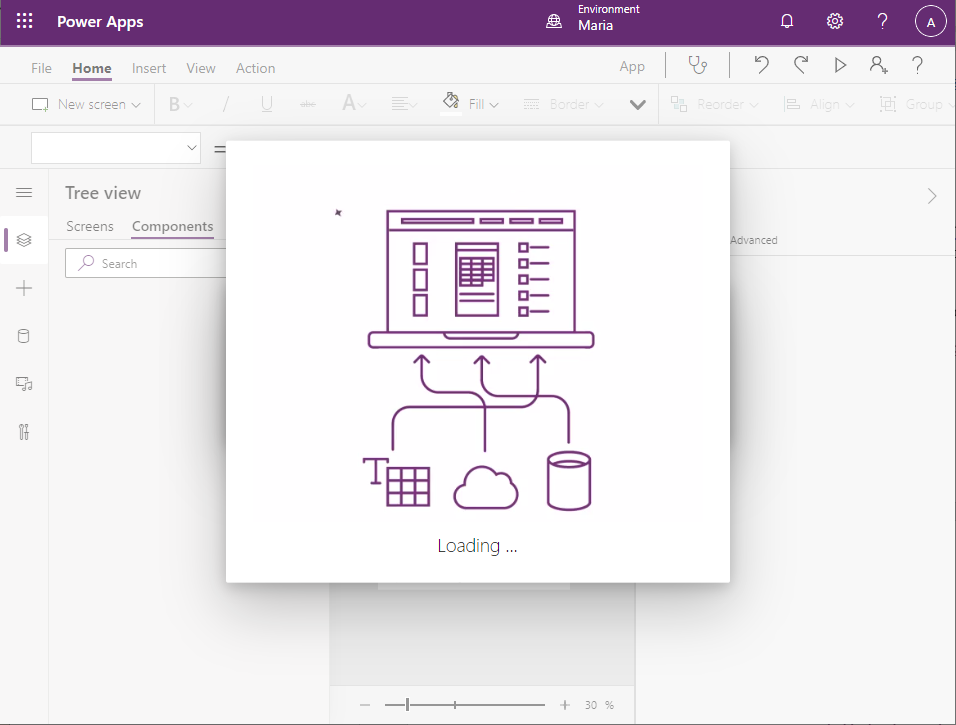 Power Apps
Environment
Maria
A
File Home Insert View Action App
New screen B / U abc A Fill Border Reorder Align Group
=
Tree view
Screens Components
Advanced
Search
Loading ...
30 %